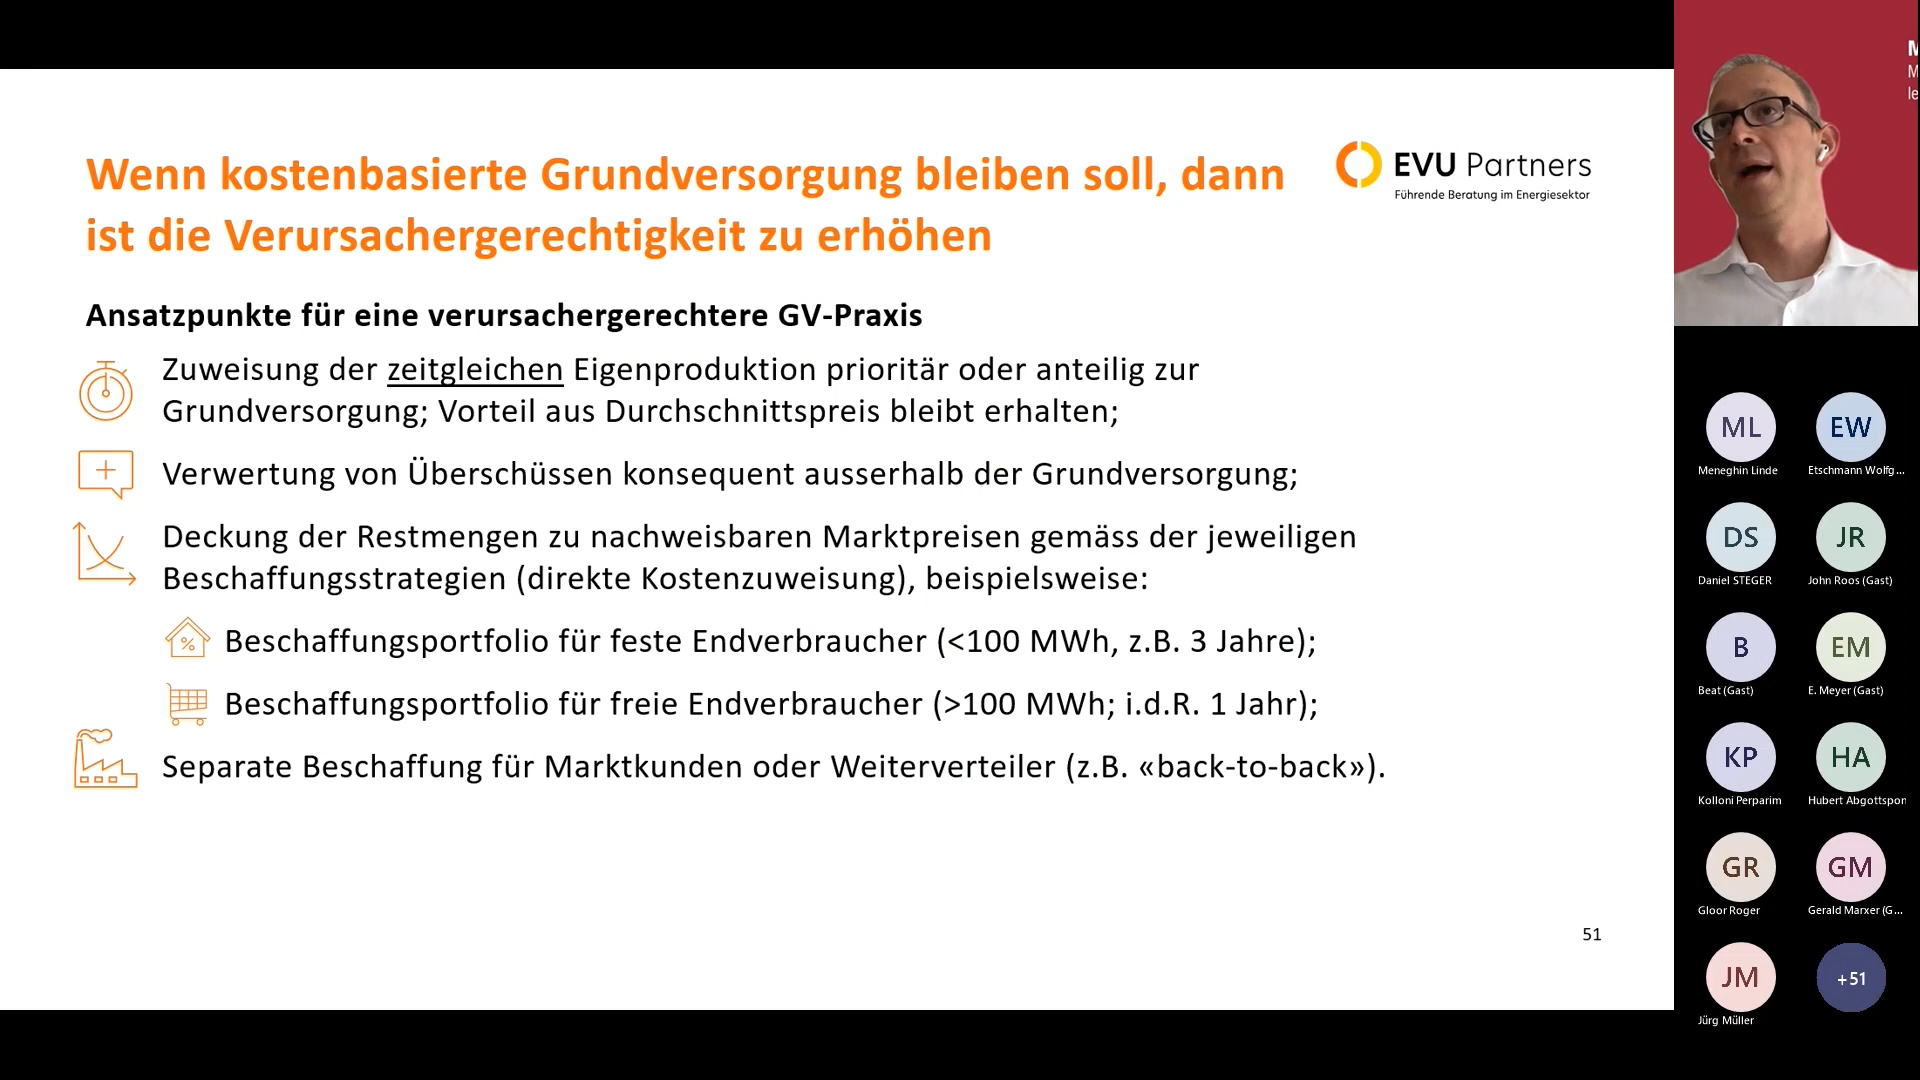 Wenn kostenbasierte Grundversorgung bleiben soll, dann
ist die Verursachergerechtigkeit zu erhöhen
EVU Partners
Führende Beratung im Energiesektor
Ansatzpunkte für eine verursachergerechtere GV-Praxis
Zuweisung der zeitgleichen Eigenproduktion prioritär oder anteilig zur
Grundversorgung; Vorteil aus Durchschnittspreis bleibt erhalten;
Verwertung von Überschüssen konsequent ausserhalb der Grundversorgung;
Deckung der Restmengen zu nachweisbaren Marktpreisen gemäss der jeweiligen
Beschaffungsstrategien (direkte Kostenzuweisung), beispielsweise:
%
Beschaffungsportfolio für feste Endverbraucher (<100 MWh, z.B. 3 Jahre);
Beschaffungsportfolio für freie Endverbraucher (>100 MWh; i.d.R. 1 Jahr);
Separate Beschaffung für Marktkunden oder Weiterverteiler (z.B. «back-to-back»).
51
M
M
le
ML
EW
Meneghin Linde
Etschmann Wolfg...
DS
JR
Daniel STEGER
John Roos (Gast)
B
EM
Beat (Gast)
E. Meyer (Gast)
KP
HA
Kolloni Perparim
Hubert Abgottspon
GR
GM
Gloor Roger
Gerald Marxer (G...
JM
+51
Jürg Müller